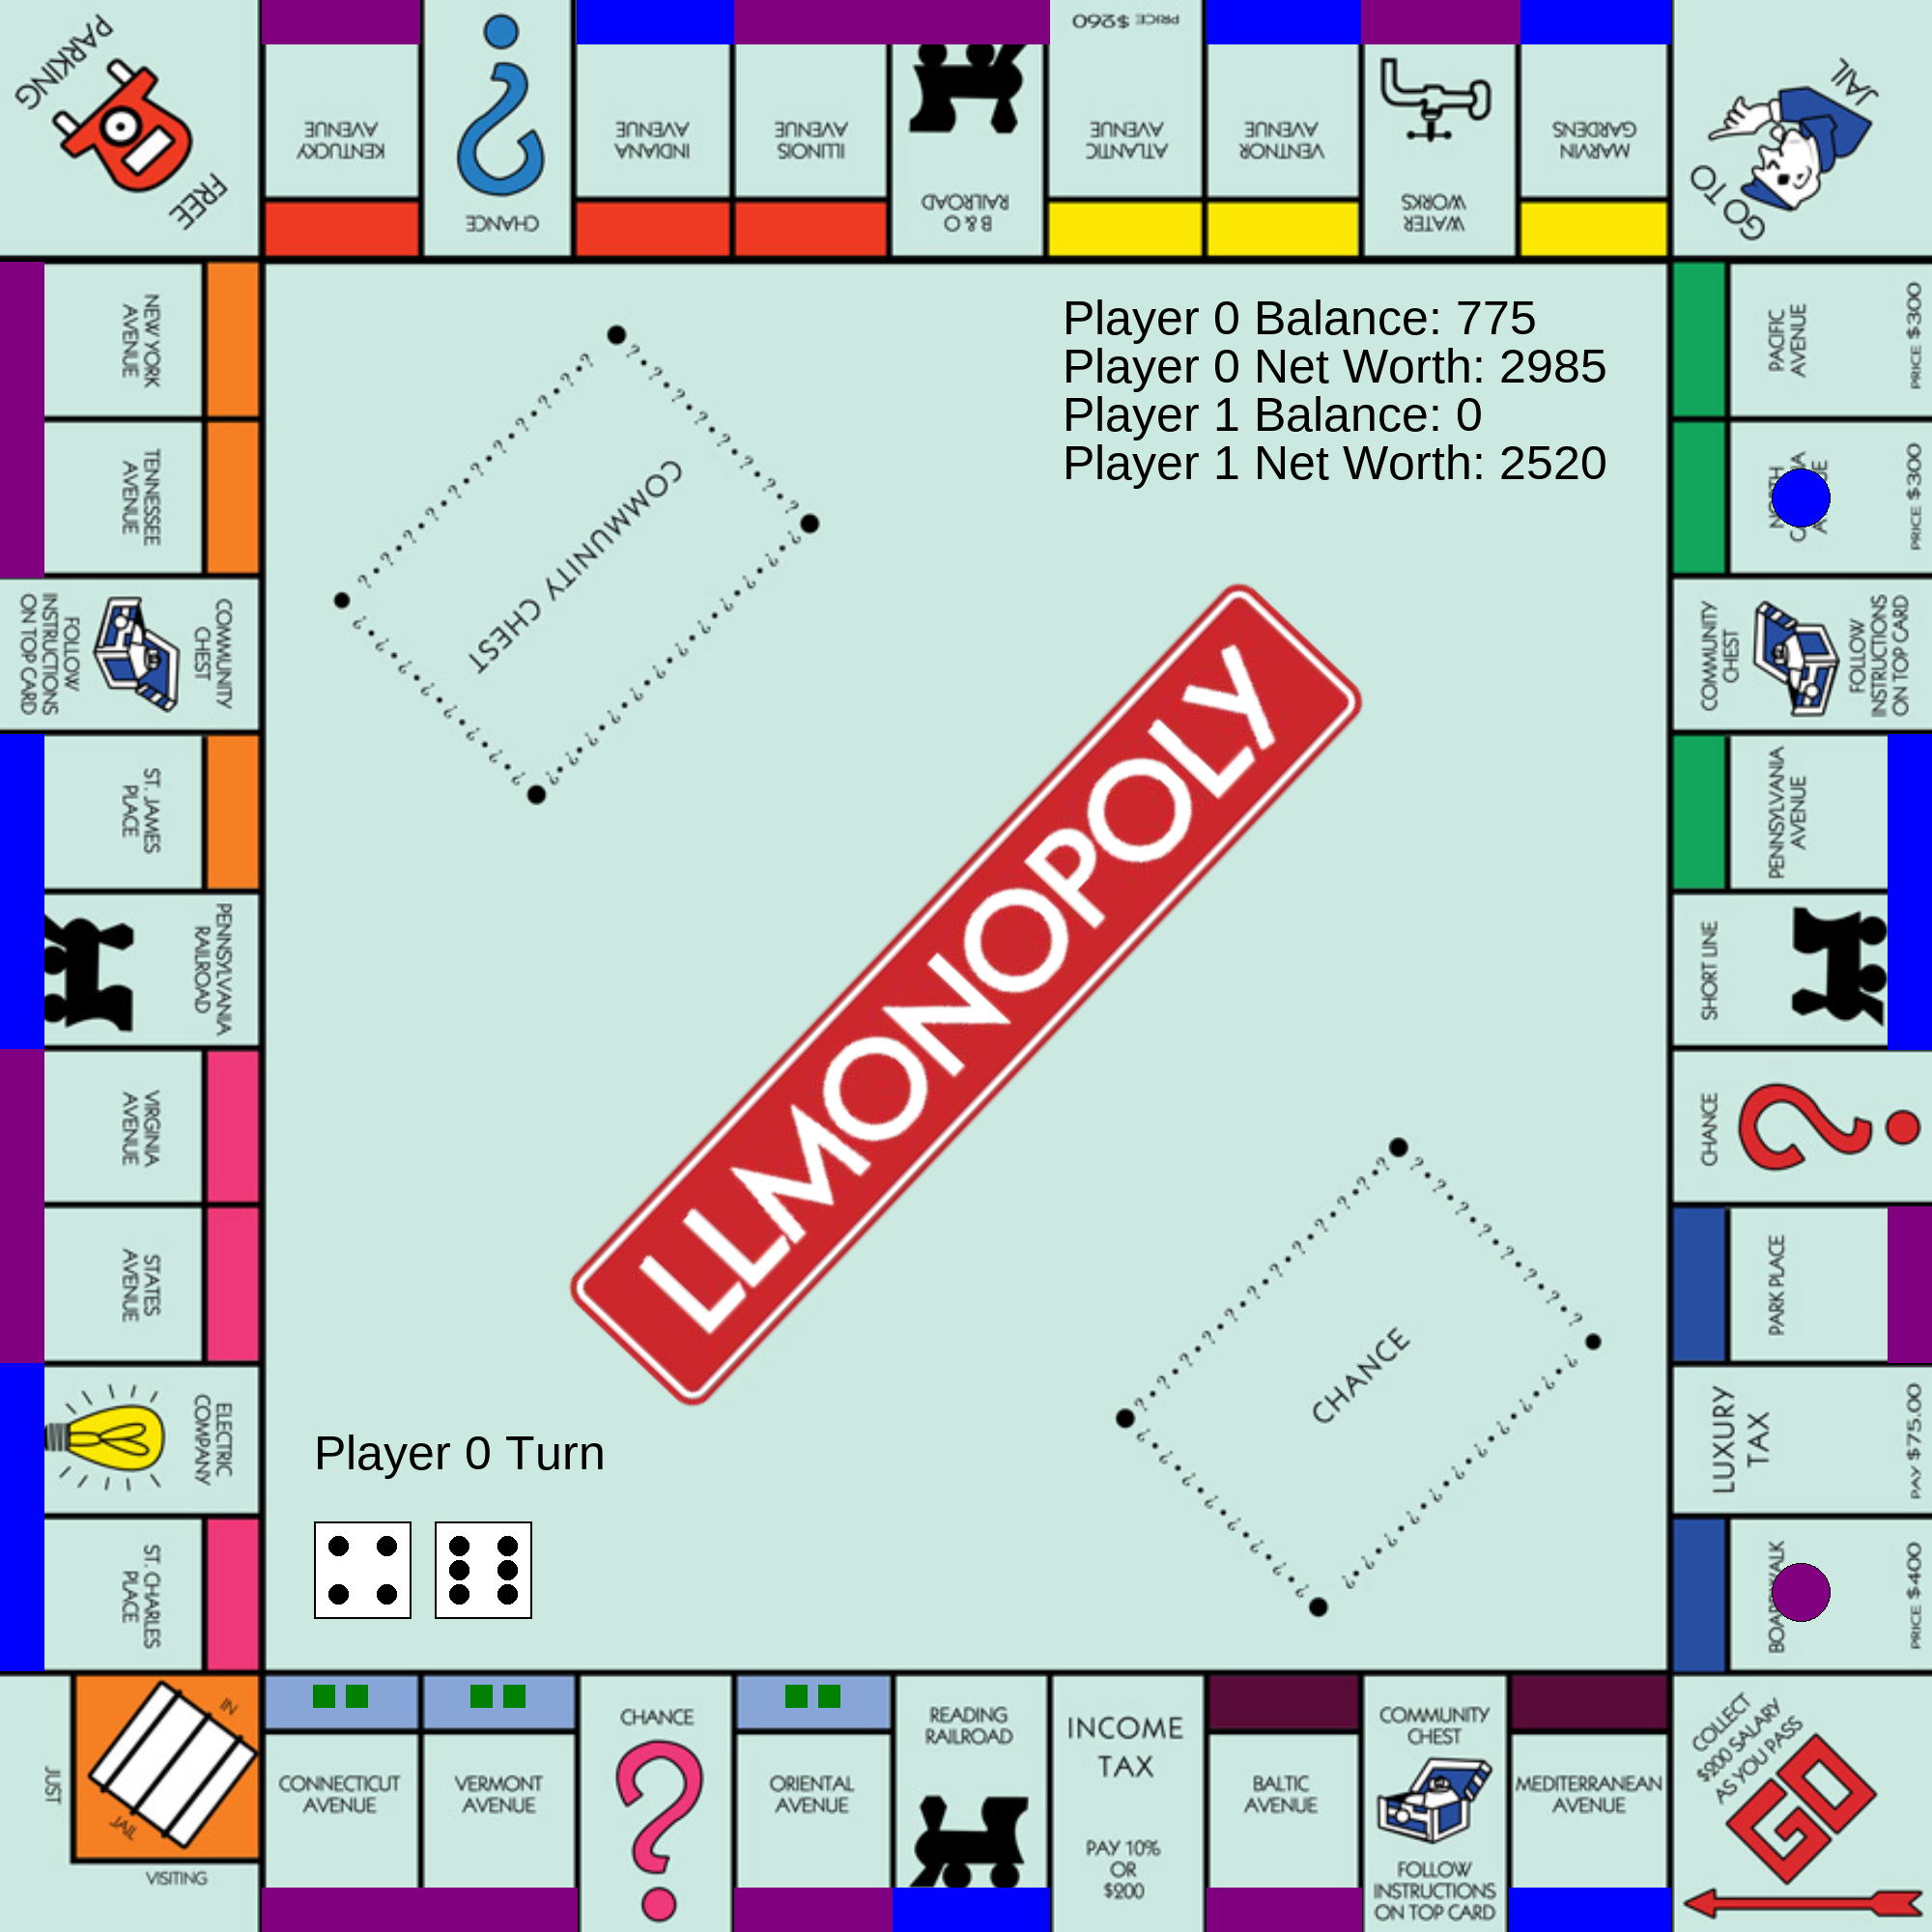 PARKING
FREE
KENTUCKY
AVENUE
CHANCE
INDIANA
AVENUE
ILLINOIS
AVENUE
B & O
RAILROAD
PRICE $260
ATLANTIC
AVENUE
VENTNOR
AVENUE
WATER
WORKS
MARVIN
GARDENS
GO TO
JAIL
NEW YORK
AVENUE
TENNESSEE
AVENUE
COMMUNITY
CHEST
FOLLOW
INSTRUCTIONS
ON TOP CARD
ST. JAMES
PLACE
PENNSYLVANIA
RAILROAD
VIRGINIA
AVENUE
STATES
AVENUE
ELECTRIC
COMPANY
ST. CHARLES
PLACE
Player 0 Balance: 775
Player 0 Net Worth: 2985
Player 1 Balance: 0
Player 1 Net Worth: 2520
COMMUNITY CHEST
LLMONOPOLY
CHANCE
Player 0 Turn
PACIFIC
AVENUE
PRICE $300
PRICE $300
COMMUNITY
CHEST
FOLLOW
INSTRUCTIONS
ON TOP CARD
PENNSYLVANIA
AVENUE
SHORT LINE
CHANCE
PARK PLACE
LUXURY
TAX
PAY $75.00
PRICE $400
JUST
VISITING
IN
JAIL
CONNECTICUT
AVENUE
VERMONT
AVENUE
CHANCE
ORIENTAL
AVENUE
READING
RAILROAD
INCOME
TAX
PAY 10%
OR
$200
BALTIC
AVENUE
COMMUNITY
CHEST
FOLLOW
INSTRUCTIONS
ON TOP CARD
MEDITERRANEAN
AVENUE
COLLECT
$200 SALARY
AS YOU PASS
GO